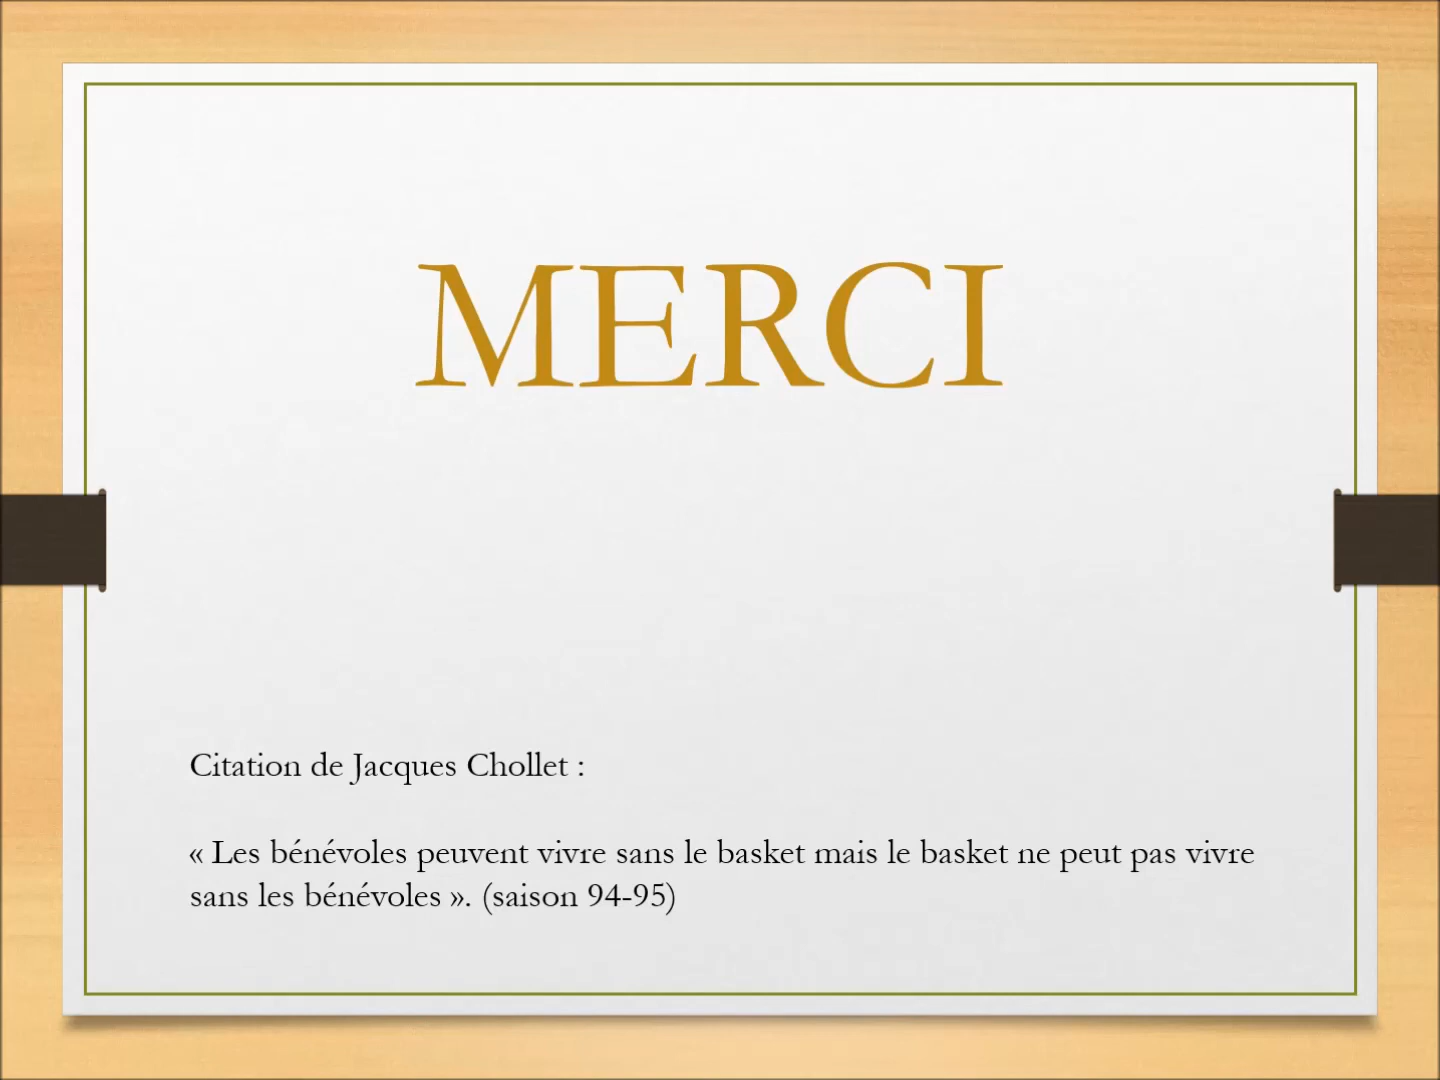 MERCI
Citation de Jacques Chollet :
« Les bénévoles peuvent vivre sans le basket mais le basket ne peut pas vivre
sans les bénévoles ». (saison 94-95)